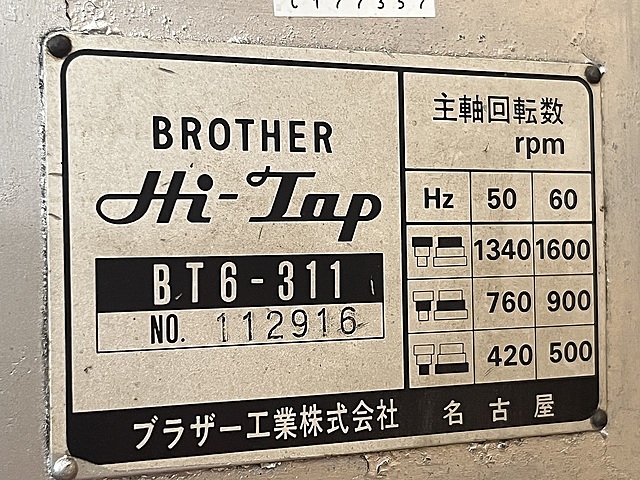 BROTHER
Hi-Tap
BT6-311
NO. 112916
主軸回転数
rpm
Hz 50 60
1340 1600
760 900
420 500
ブラザー工業株式会社 名古屋